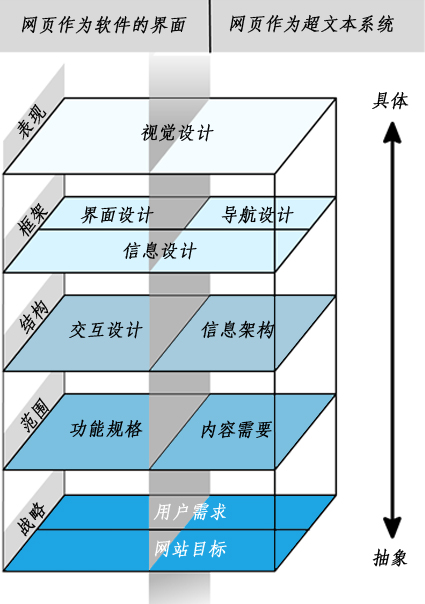 网页作为软件的界面
网页作为超文本系统
具体
表现
视觉设计
框架
界面设计
导航设计
信息设计
结构
交互设计
信息架构
范围
功能规格
内容需要
战略
用户需求
网站目标
抽象